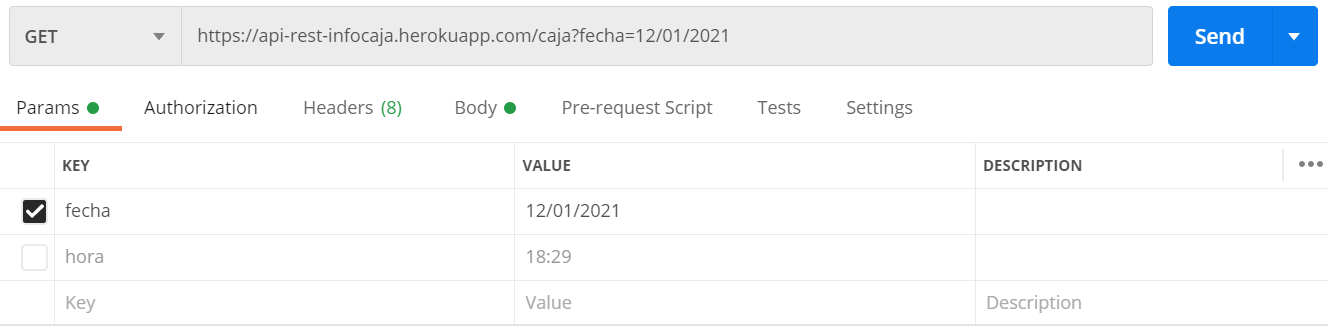 GET https://api-rest-infocaja.herokuapp.com/caja?fecha=12/01/2021 Send
Params Authorization Headers (8) Body Pre-request Script Tests Settings
KEY VALUE DESCRIPTION
fecha 12/01/2021
hora 18:29
Key Value Description